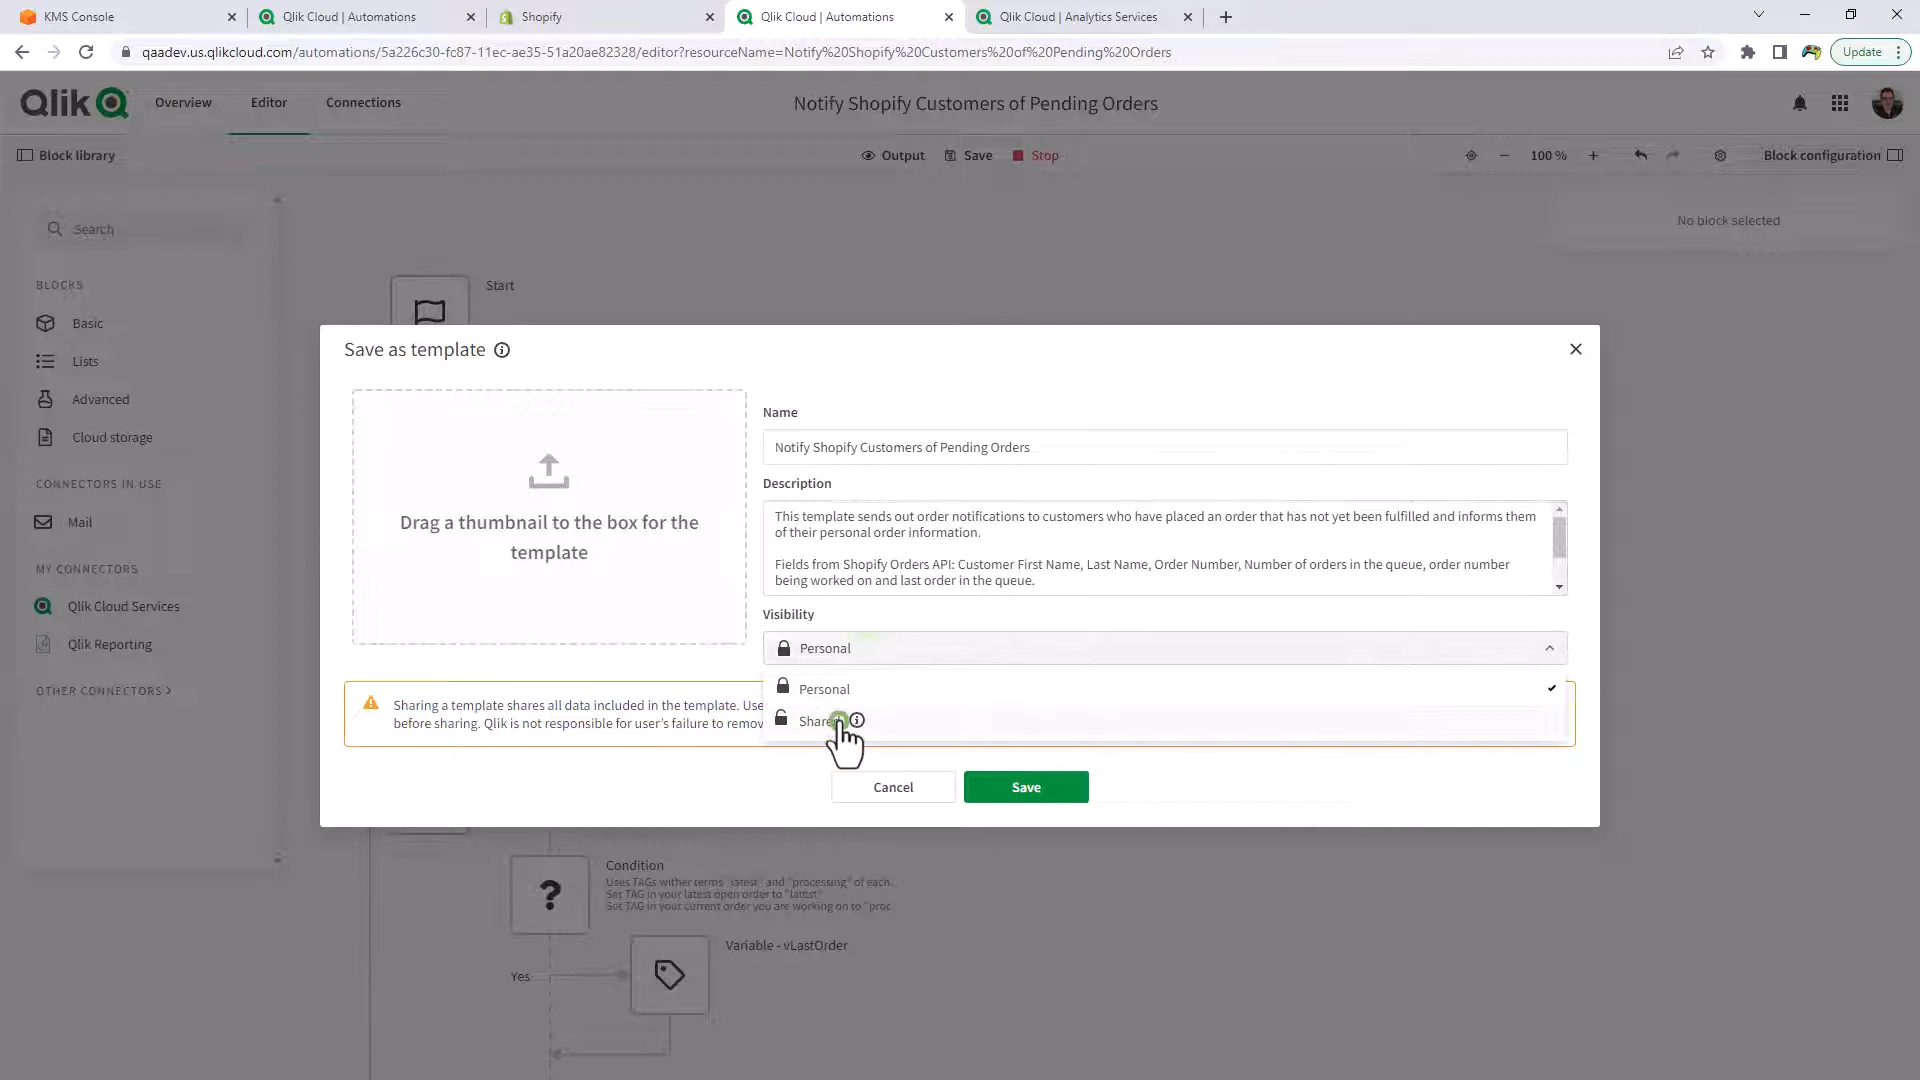 KMS Console
Qlik Cloud | Automations
Shopify
Qlik Cloud | Automations
Qlik Cloud | Analytics Services
qaadev.us.qlikcloud.com/automations/5a226c30-fc87-11ec-ae35-51a20ae82328/editor?resourceName=Notify%20Shopify%20Customers%20of%20Pending%20Orders
Update
Qlik
Overview
Editor
Connections
Notify Shopify Customers of Pending Orders
Block library
Output
Save
Stop
100 %
Block configuration
Search
No block selected
BLOCKS
Basic
Lists
Advanced
Cloud storage
CONNECTORS IN USE
Mail
MY CONNECTORS
Qlik Cloud Services
Qlik Reporting
OTHER CONNECTORS
Start
Save as template
Drag a thumbnail to the box for the
template
Name
Notify Shopify Customers of Pending Orders
Description
This template sends out order notifications to customers who have placed an order that has not yet been fulfilled and informs them
of their personal order information.
Fields from Shopify Orders API: Customer First Name, Last Name, Order Number, Number of orders in the queue, order number
being worked on and last order in the queue.
Visibility
Personal
Personal
Share
Sharing a template shares all data included in the template. Use
before sharing. Qlik is not responsible for user's failure to remov
Cancel
Save
Condition
Uses TAGs wither terms "latest" and "processing" of each..
Set TAG in your latest open order to "latest"
Set TAG in your current order you are working on to "proc
Variable - vLastOrder
Yes